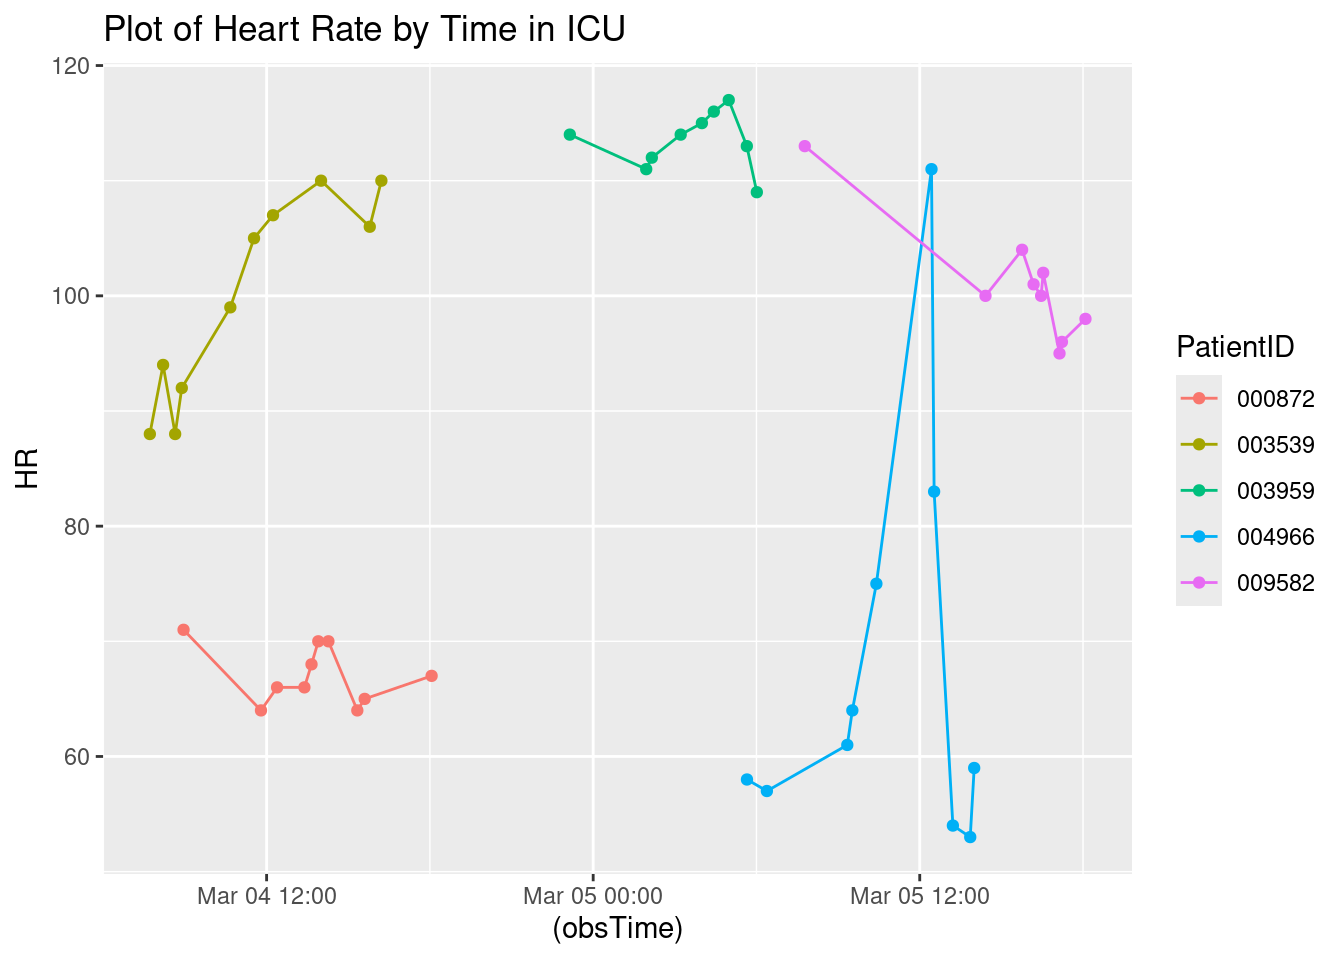 Plot of Heart Rate by Time in ICU
120
100
80
60
HR
Mar 04 12:00
Mar 05 00:00
Mar 05 12:00
(obsTime)
PatientID
000872
003539
003959
004966
009582